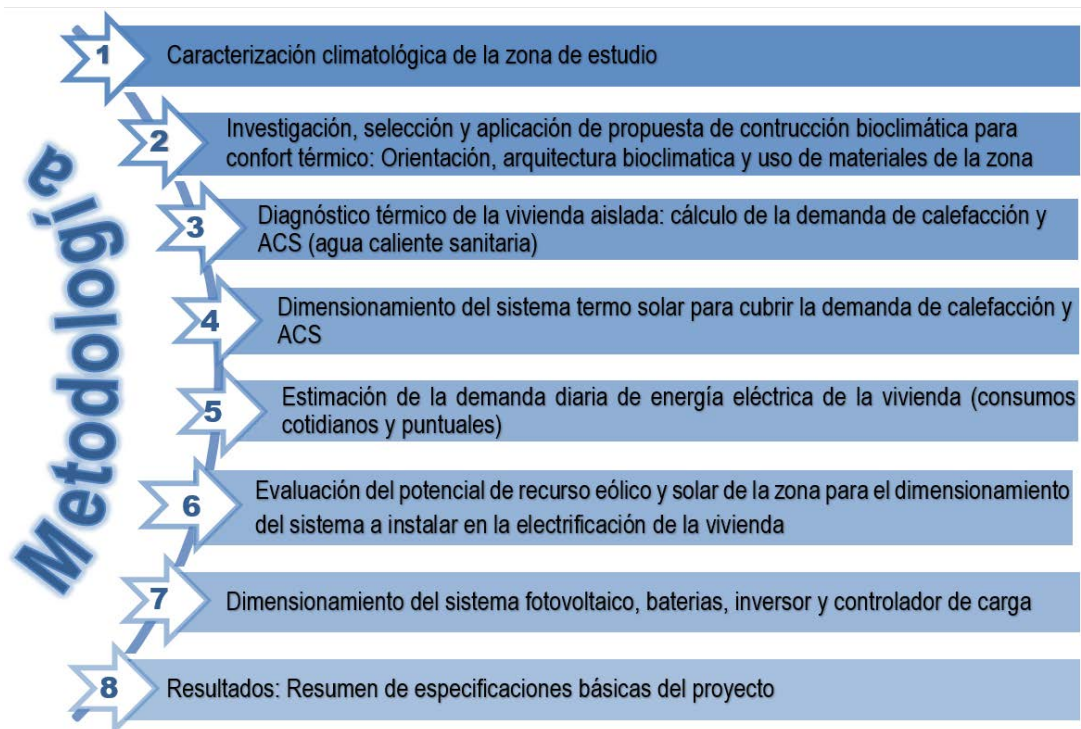 Metodología
1
Caracterización climatológica de la zona de estudio
2
Investigación, selección y aplicación de propuesta de contrucción bioclimática para
confort térmico: Orientación, arquitectura bioclimatica y uso de materiales de la zona
3
Diagnóstico térmico de la vivienda aislada: cálculo de la demanda de calefacción y
ACS (agua caliente sanitaria)
4
Dimensionamiento del sistema termo solar para cubrir la demanda de calefacción y
ACS
5
Estimación de la demanda diaria de energía eléctrica de la vivienda (consumos
cotidianos y puntuales)
6
Evaluación del potencial de recurso eólico y solar de la zona para el dimensionamiento
del sistema a instalar en la electrificación de la vivienda
7
Dimensionamiento del sistema fotovoltaico, baterias, inversor y controlador de carga
8
Resultados: Resumen de especificaciones básicas del proyecto